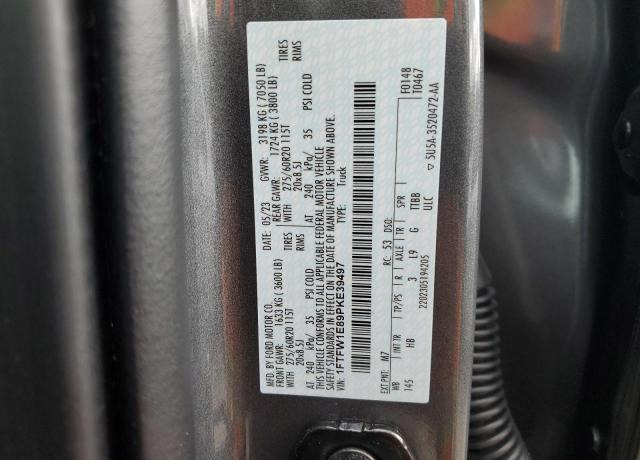 MFD. BY FORD MOTOR CO.
DATE: 05/23 GVWR: 3198 KG ( 7050 LB)
FRONT GAWR: 1633 KG ( 3600 LB) REAR GAWR: 1724 KG ( 3800 LB)
WITH 275/60R20 115T TIRES WITH 275/60R20 115T TIRES
20x8.5J RIMS 20x8.5J RIMS
AT 240 kPa/ 35 PSI COLD AT 240 kPa/ 35 PSI COLD
THIS VEHICLE CONFORMS TO ALL APPLICABLE FEDERAL MOTOR VEHICLE
SAFETY STANDARDS IN EFFECT ON THE DATE OF MANUFACTURE SHOWN ABOVE.
VIN: 1FTFW1E89PKE39497 TYPE: Truck
F0148
T0467
EXT PNT: M7 RC: 53 DSO:
WB INT TR TP/PS R AXLE TR SPR
145 HB 3 L9 G TTBB
2202305194205 ULC
▽ 5U5A-3520472-AA